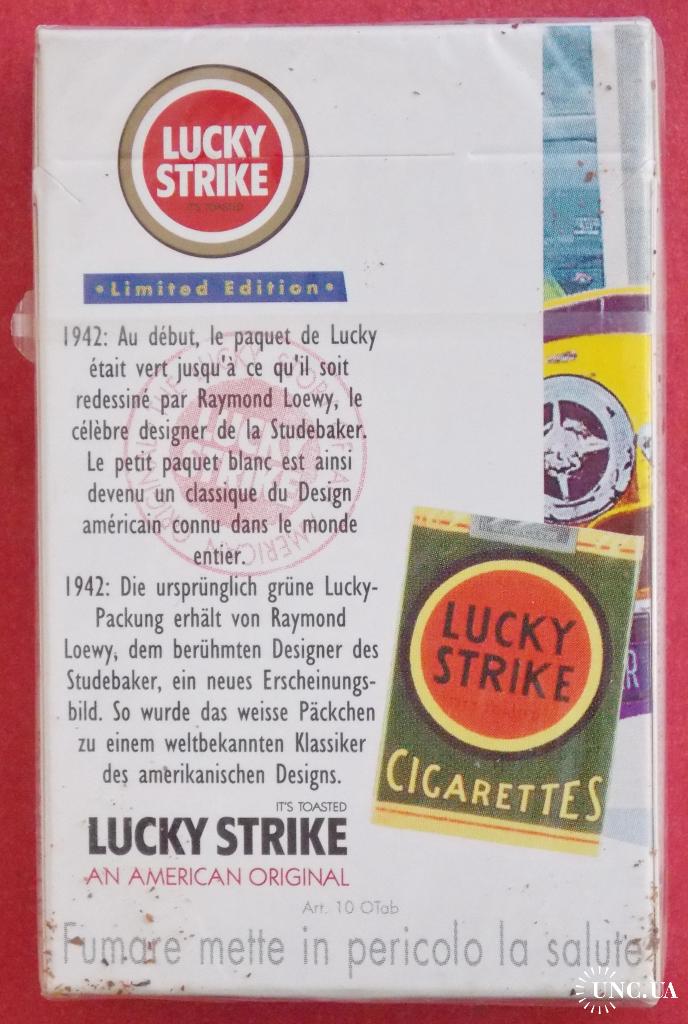 LUCKY
STRIKE
IT'S TOASTED
• Limited Edition •
1942: Au début, le paquet de Lucky
était vert jusqu'à ce qu'il soit
redessiné par Raymond Loewy, le
célèbre designer de la Studebaker.
Le petit paquet blanc est ainsi
devenu un classique du Design
américain connu dans le monde
entier.
1942: Die ursprünglich grüne Lucky-
Packung erhält von Raymond
Loewy, dem berühmten Designer des
Studebaker, ein neues Erscheinungs-
bild. So wurde das weisse Päckchen
zu einem weltbekannten Klassiker
des amerikanischen Designs.
IT'S TOASTED
LUCKY STRIKE
AN AMERICAN ORIGINAL
Art. 10 OTab
Fumare mette in pericolo la salute
LUCKY
STRIKE
CIGARETTES
R
UNC.UA